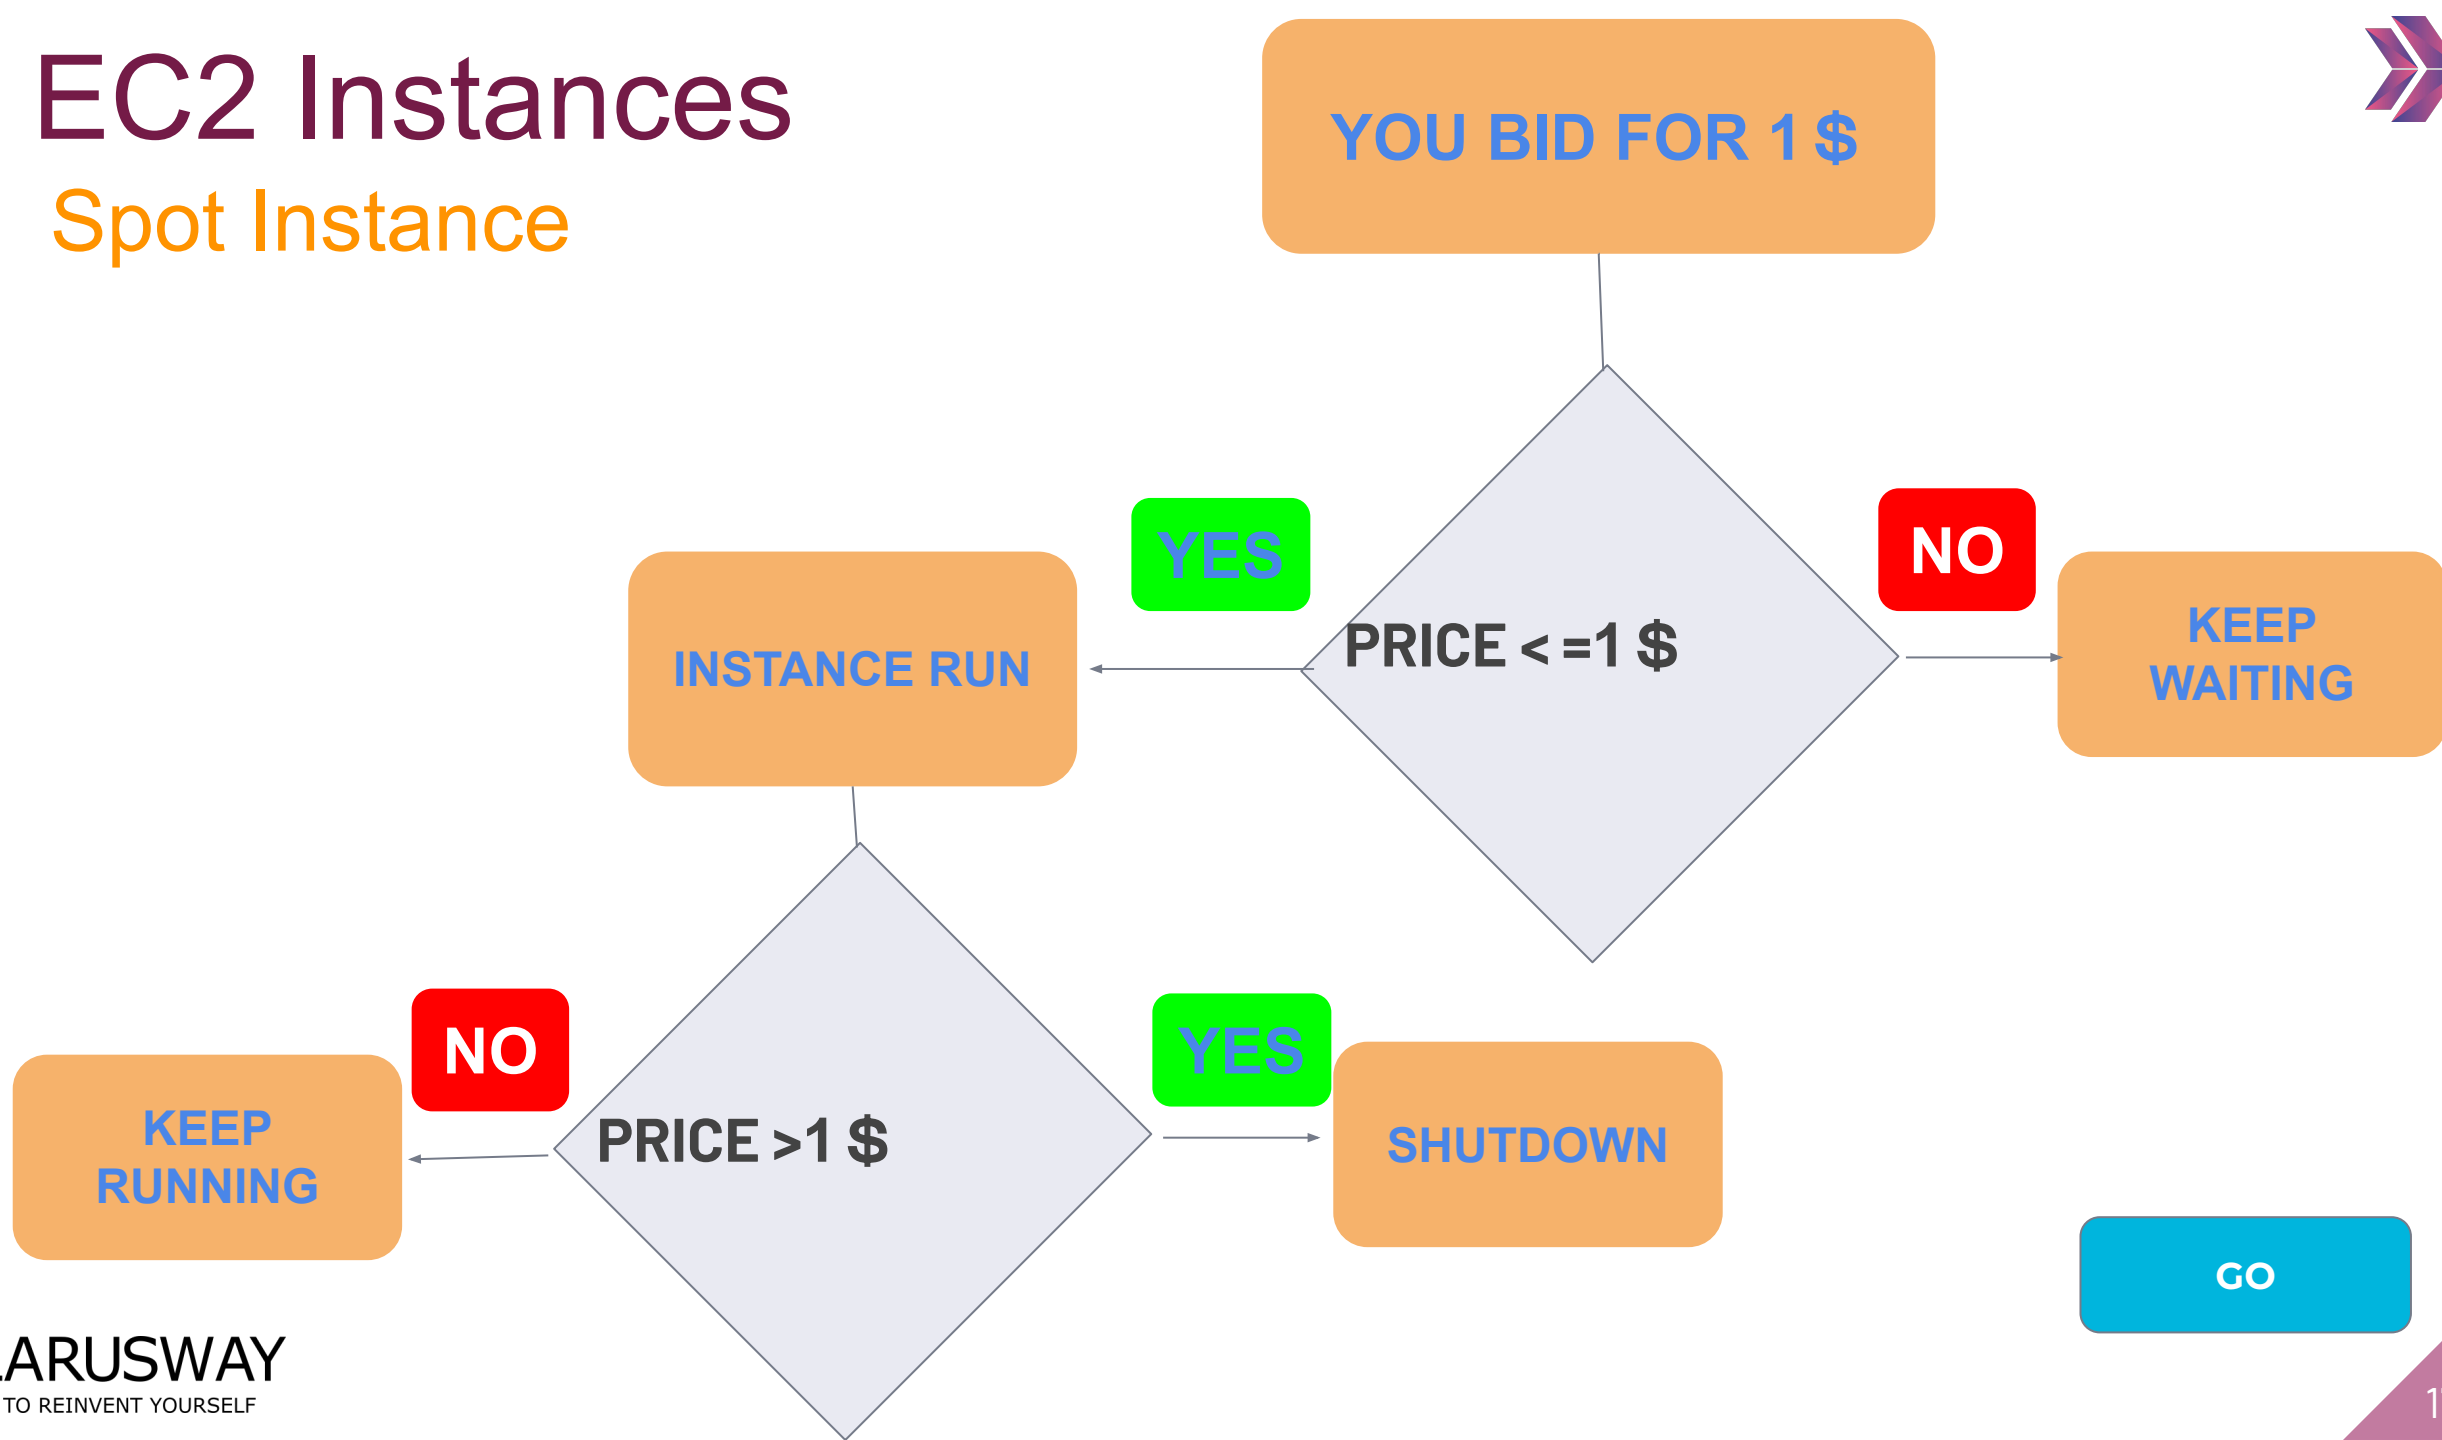 EC2 Instances
Spot Instance
YOU BID FOR 1 $
YES
NO
INSTANCE RUN
PRICE < =1 $
KEEP
WAITING
NO
YES
KEEP
RUNNING
PRICE >1 $
SHUTDOWN
GO
ARUSWAY
TO REINVENT YOURSELF